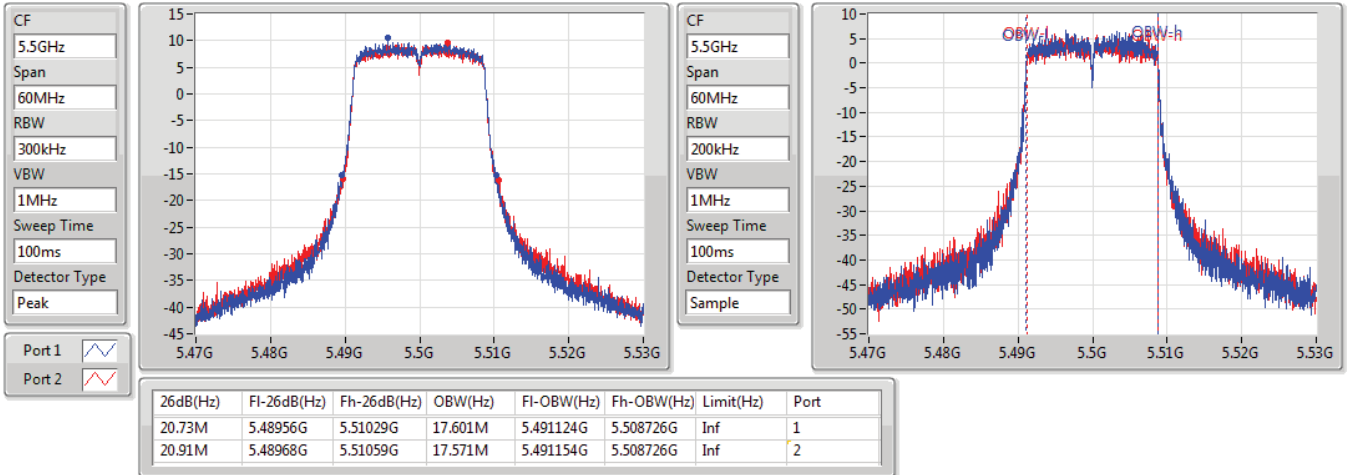 CF
5.5GHz
Span
60MHz
RBW
300kHz
VBW
1MHz
Sweep Time
100ms
Detector Type
Peak
Port 1
Port 2
15
10
5
0
-5
-10
-15
-20
-25
-30
-35
-40
-45
5.47G 5.48G 5.49G 5.5G 5.51G 5.52G 5.53G
CF
5.5GHz
Span
60MHz
RBW
200kHz
VBW
1MHz
Sweep Time
100ms
Detector Type
Sample
10
5
0
-5
-10
-15
-20
-25
-30
-35
-40
-45
-50
-55
OBW-l OBW-h
5.47G 5.48G 5.49G 5.5G 5.51G 5.52G 5.53G
26dB(Hz) Fl-26dB(Hz) Fh-26dB(Hz) OBW(Hz) Fl-OBW(Hz) Fh-OBW(Hz) Limit(Hz) Port
20.73M 5.48956G 5.51029G 17.601M 5.491124G 5.508726G Inf 1
20.91M 5.48968G 5.51059G 17.571M 5.491154G 5.508726G Inf 2